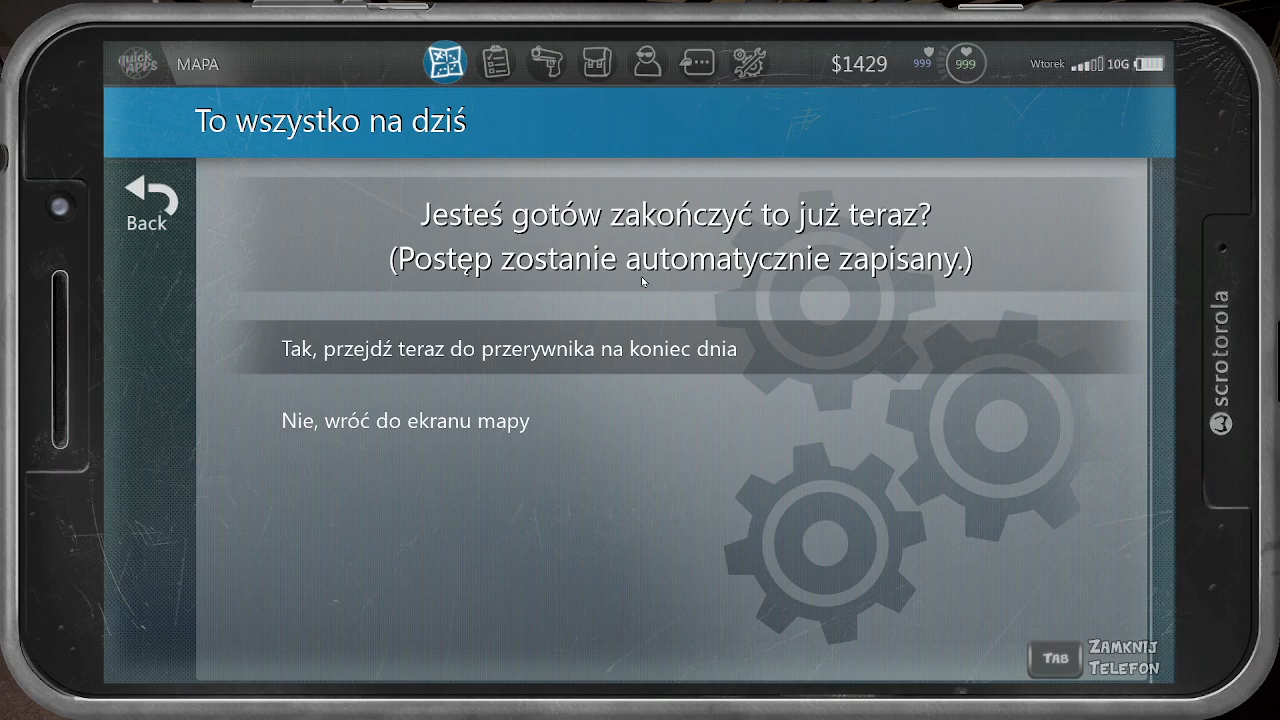 Quick Apps
MAPA
$1429
999
999
Wtorek
10G
To wszystko na dziś
Back
Jesteś gotów zakończyć to już teraz?
(Postęp zostanie automatycznie zapisany.)
Tak, przejdź teraz do przerywnika na koniec dnia
Nie, wróć do ekranu mapy
scrotorola
TAB
ZAMKNIJ
TELEFON